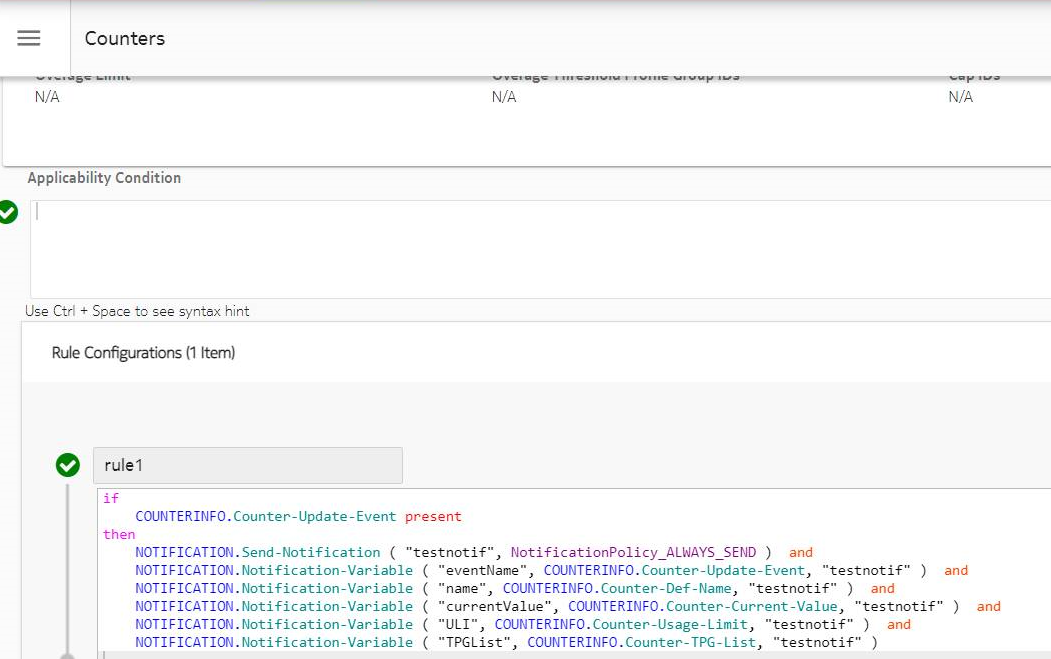 Counters
Overage Limit
Overage Threshold Profile Group IDs
Cap IDs
N/A
N/A
N/A
Applicability Condition
Use Ctrl + Space to see syntax hint
Rule Configurations (1 Item)
rule1
if
COUNTERINFO.Counter-Update-Event present
then
NOTIFICATION.Send-Notification ( "testnotif", NotificationPolicy_ALWAYS_SEND )  and
NOTIFICATION.Notification-Variable ( "eventName", COUNTERINFO.Counter-Update-Event, "testnotif" )  and
NOTIFICATION.Notification-Variable ( "name", COUNTERINFO.Counter-Def-Name, "testnotif" )  and
NOTIFICATION.Notification-Variable ( "currentValue", COUNTERINFO.Counter-Current-Value, "testnotif" )  and
NOTIFICATION.Notification-Variable ( "ULI", COUNTERINFO.Counter-Usage-Limit, "testnotif" )  and
NOTIFICATION.Notification-Variable ( "TPGList", COUNTERINFO.Counter-TPG-List, "testnotif" )